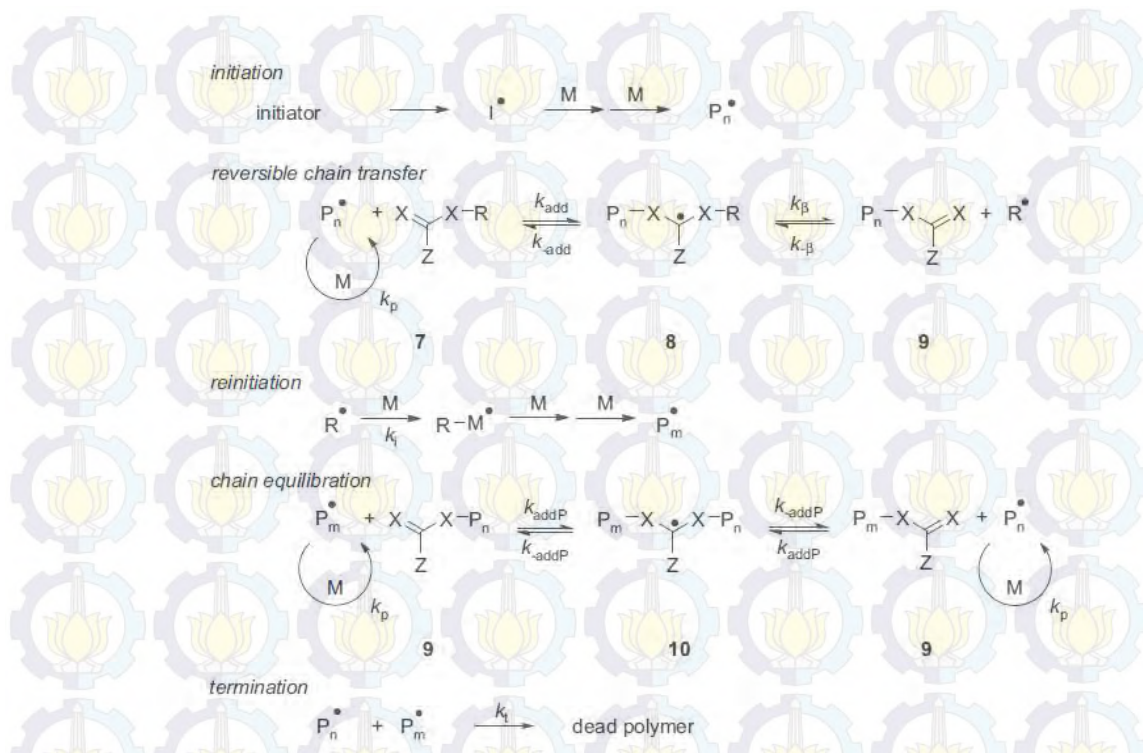 initiation
initiator I• M M Pn•
reversible chain transfer
Pn• + X X–R kadd k-add Pn–X X–R kβ k-β Pn–X X + R•
Z Z Z
M kp
7 8 9
reinitiation
R• M ki R–M• M M Pm•
chain equilibration
Pm• + X X–Pn kaddP k-addP Pm–X X–Pn k-addP kaddP Pm–X X + Pn•
Z Z Z
M kp M kp
9 10 9
termination
Pn• + Pm• kt dead polymer